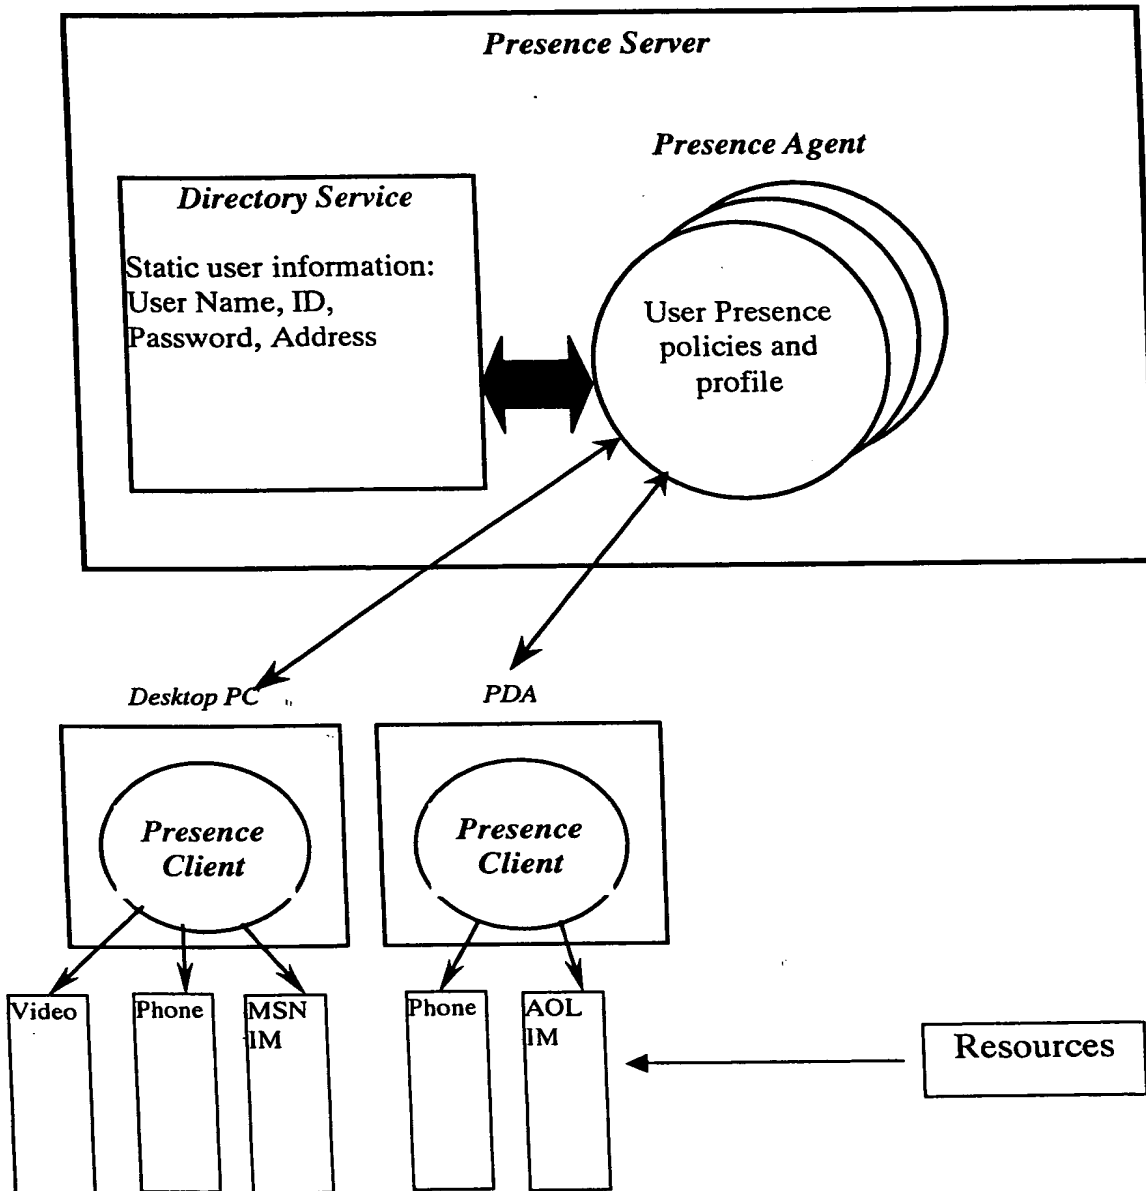 Presence Server
Presence Agent
Directory Service
Static user information:
User Name, ID,
Password, Address
User Presence
policies and
profile
Desktop PC
PDA
Presence
Client
Presence
Client
Video
Phone
MSN
IM
Phone
AOL
IM
Resources